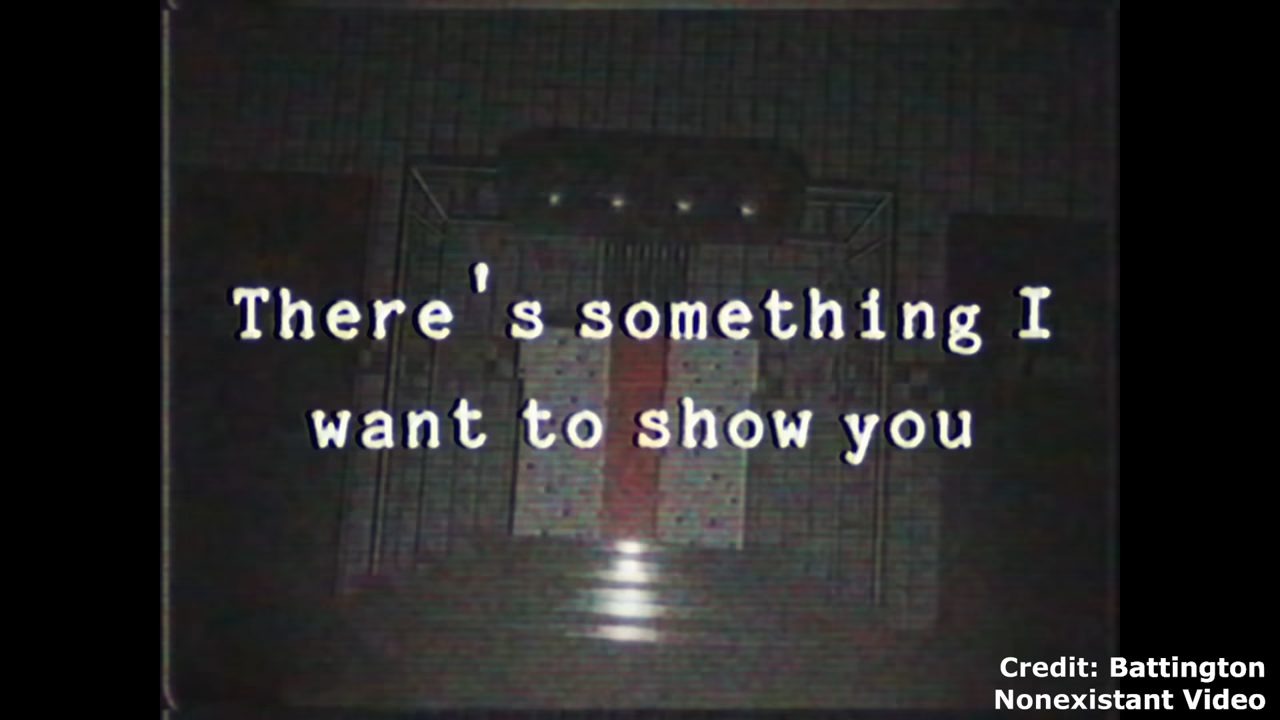 There's something I
want to show you
Credit: Battington
Nonexistant Video